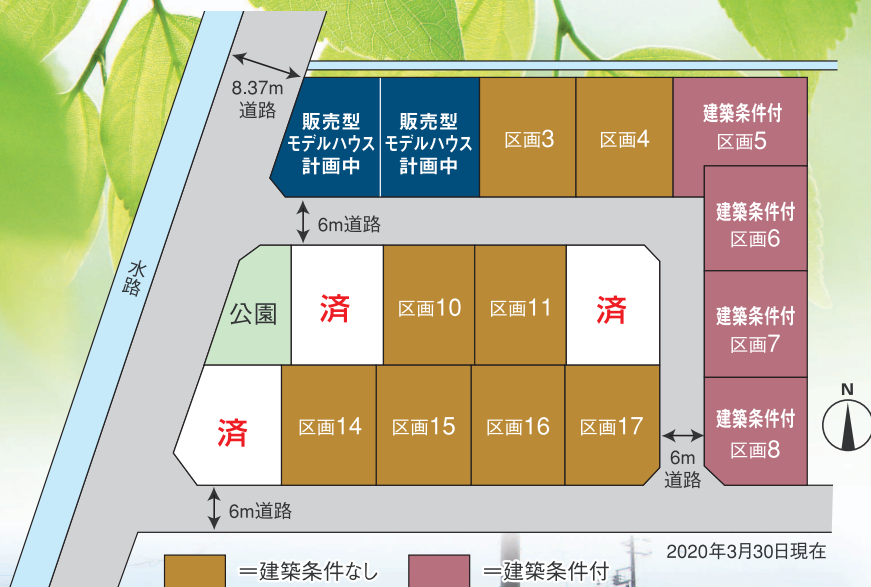 8.37m
道路
販売型
モデルハウス
計画中
販売型
モデルハウス
計画中
区画3
区画4
建築条件付
区画5
建築条件付
区画6
6m道路
水路
公園
済
区画10
区画11
済
建築条件付
区画7
済
区画14
区画15
区画16
区画17
建築条件付
区画8
N
6m
道路
6m道路
2020年3月30日現在
=建築条件なし
=建築条件付